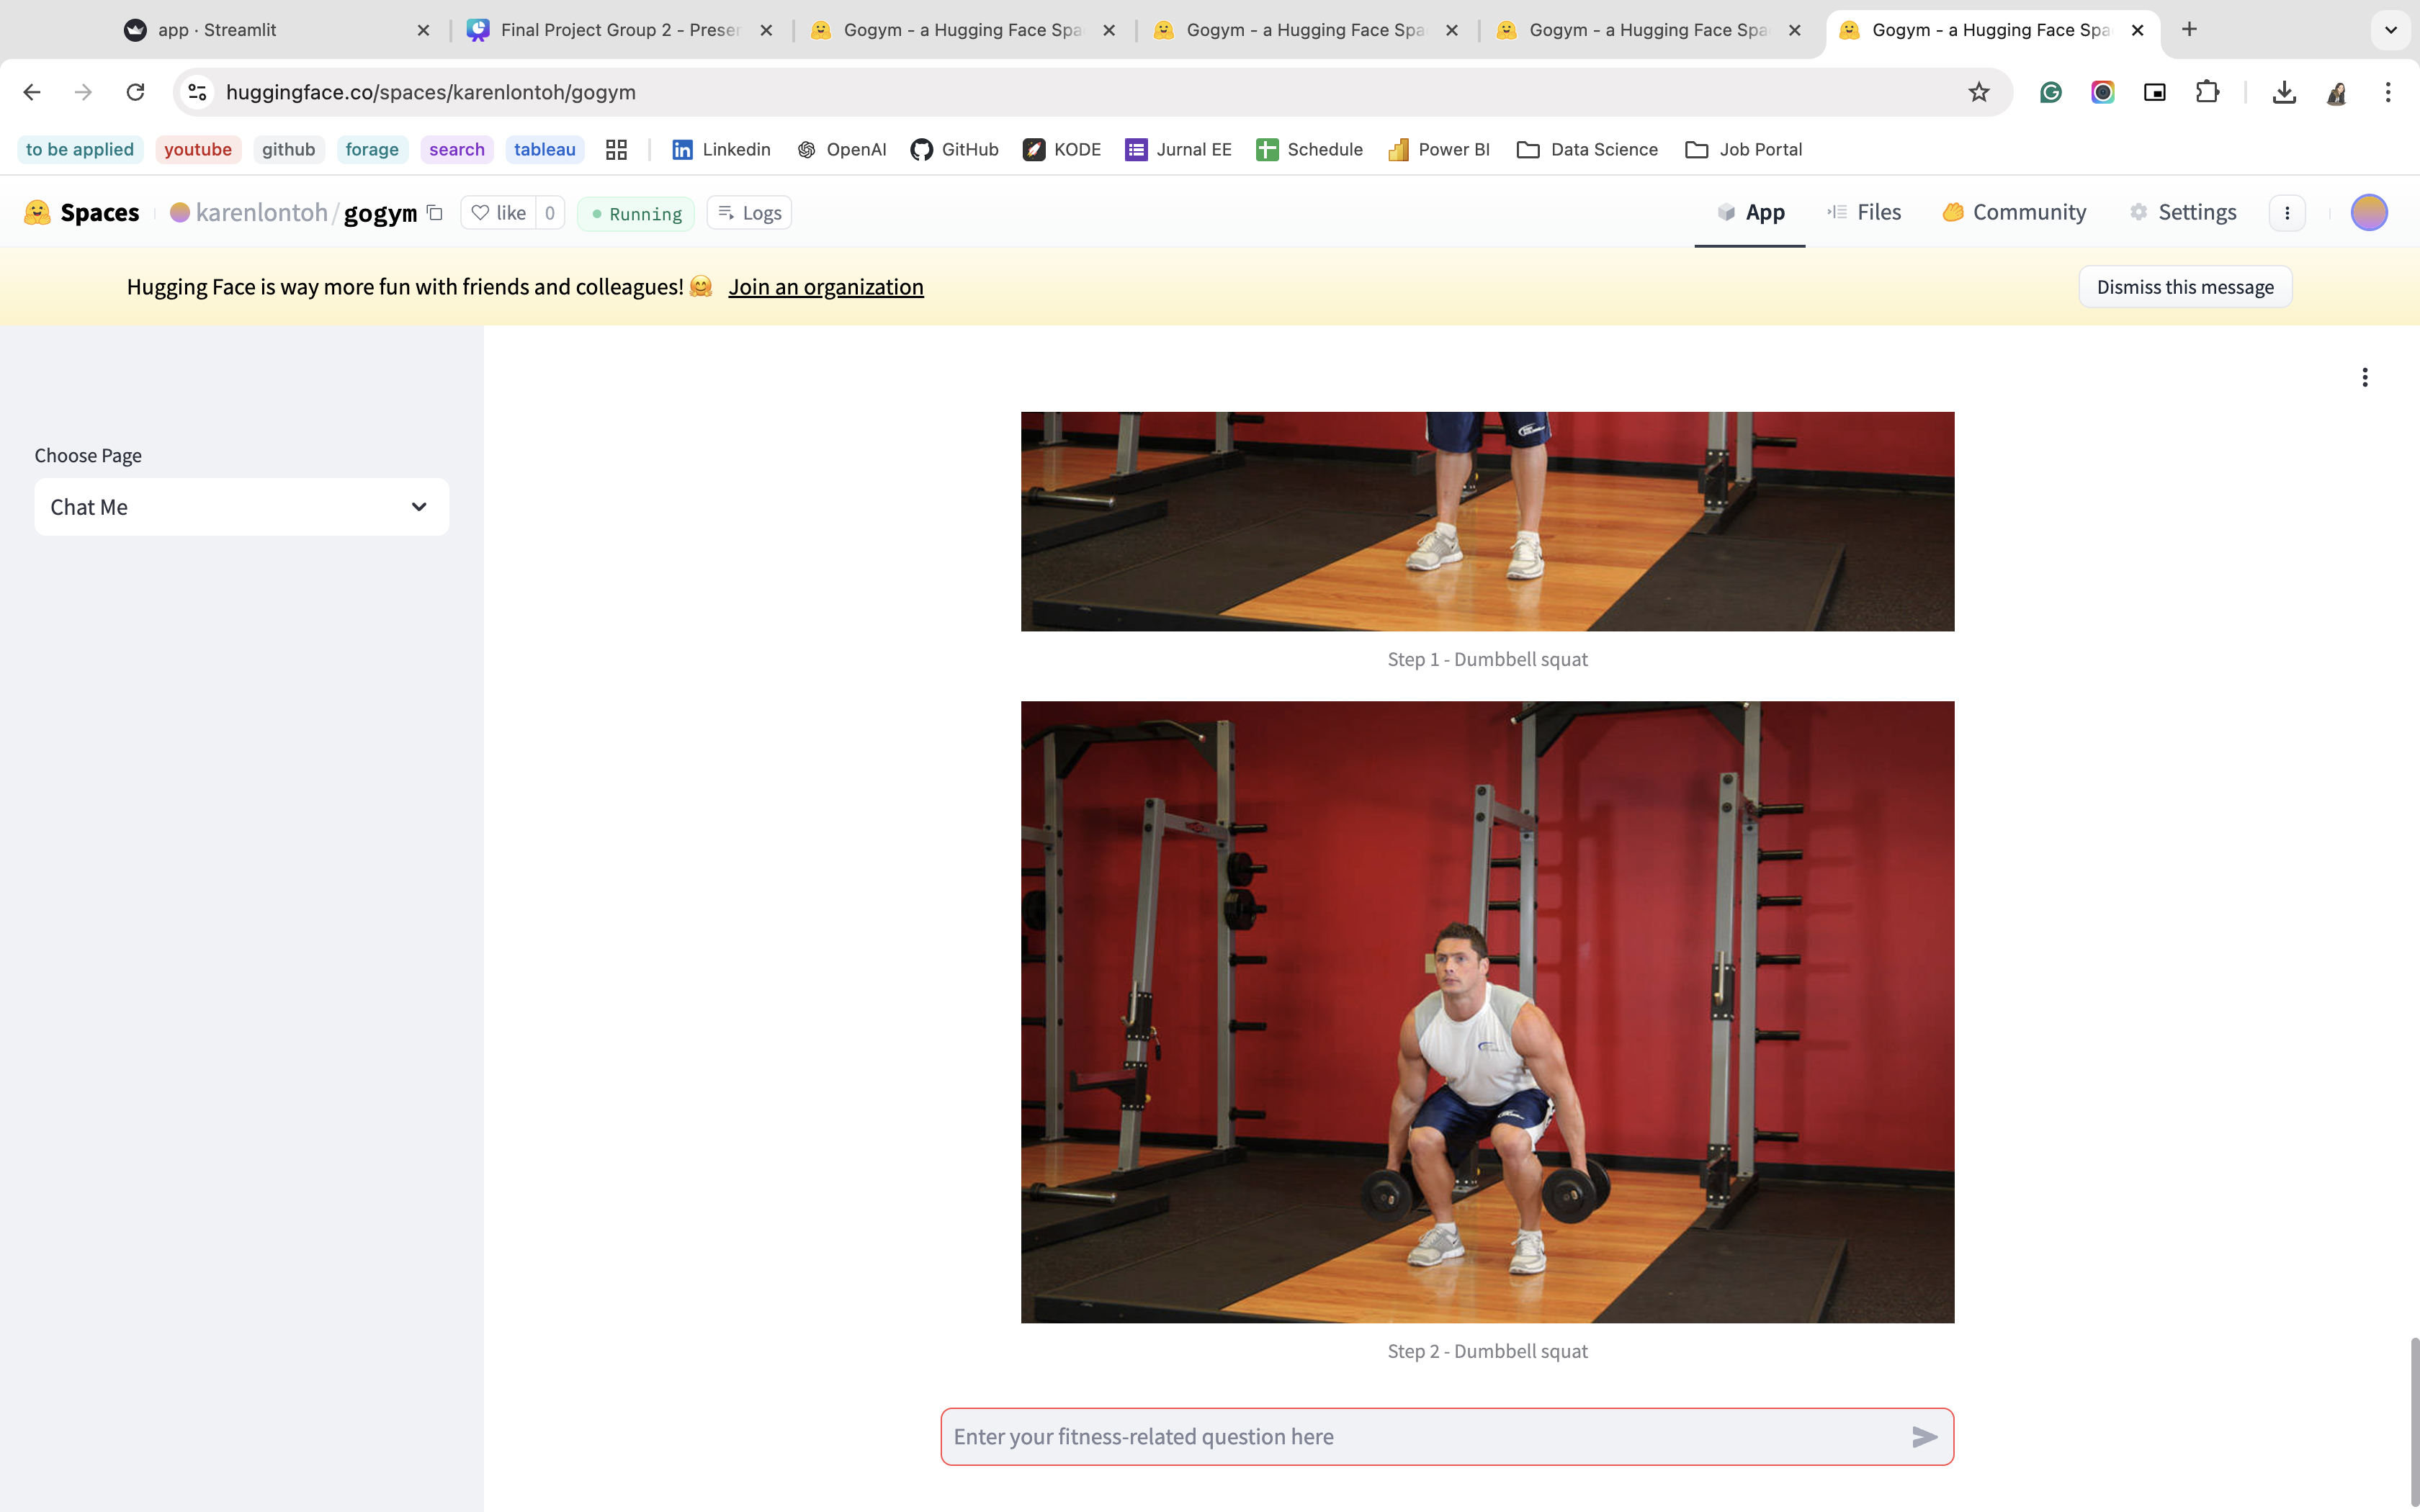 app · Streamlit
Final Project Group 2 - Preser
Gogym - a Hugging Face Spa
Gogym - a Hugging Face Spa
Gogym - a Hugging Face Spa
Gogym - a Hugging Face Spa
huggingface.co/spaces/karenlontoh/gogym
to be applied youtube github forage search tableau Linkedin OpenAI GitHub KODE Jurnal EE Schedule Power BI Data Science Job Portal
Spaces karenlontoh/gogym like 0 Running Logs App Files Community Settings
Hugging Face is way more fun with friends and colleagues! 🤗 Join an organization Dismiss this message
Choose Page
Chat Me
Step 1 - Dumbbell squat
Step 2 - Dumbbell squat
Enter your fitness-related question here